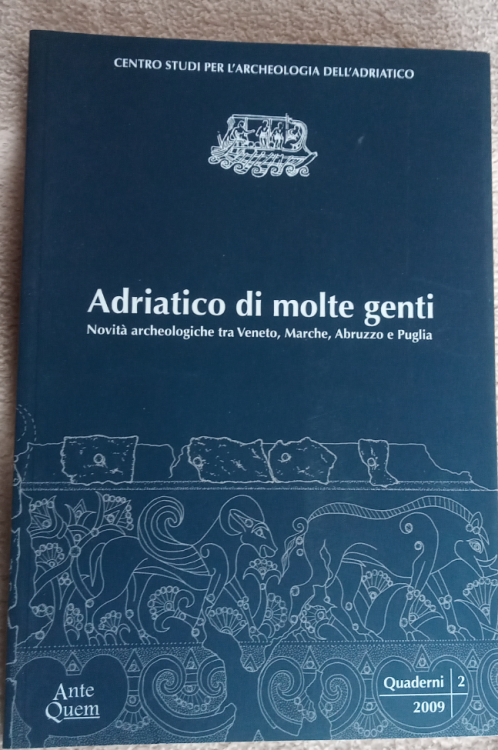 CENTRO STUDI PER L'ARCHEOLOGIA DELL'ADRIATICO
Adriatico di molte genti
Novità archeologiche tra Veneto, Marche, Abruzzo e Puglia
Ante
Quem
Quaderni 2
2009